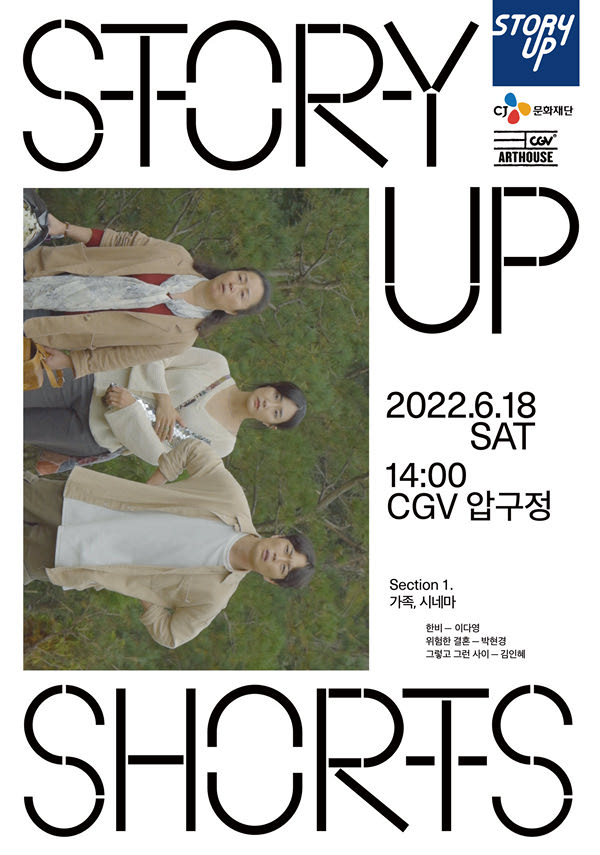 STORY
UP
STORY
UP
CJ 문화재단
CGV
ARTHOUSE
2022.6.18
SAT
14:00
CGV 압구정
Section 1.
가족, 시네마
한비 — 이다영
위험한 결혼 — 박현경
그렇고 그런 사이 — 김인혜
SHORTS